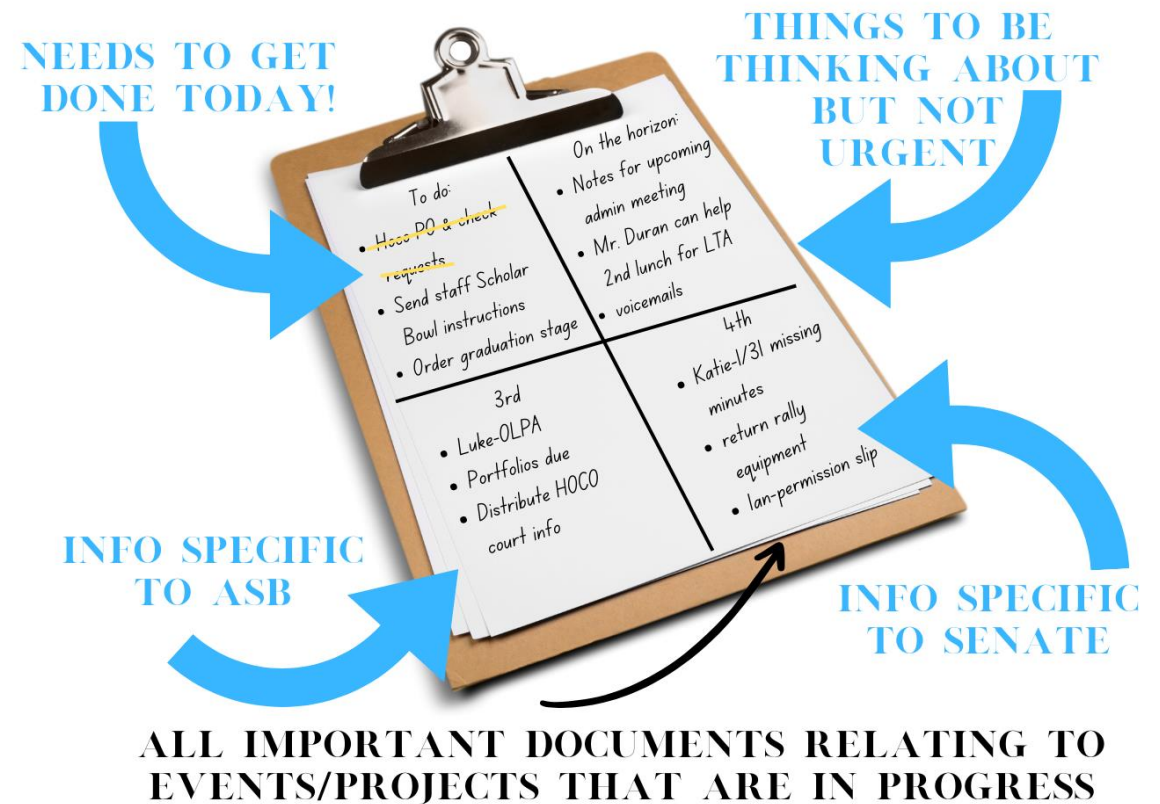 NEEDS TO GET
DONE TODAY!
THINGS TO BE
THINKING ABOUT
BUT NOT
URGENT
To do:
• Hoco PO & check
requests
• Send staff Scholar
Bowl instructions
• Order graduation stage
On the horizon:
• Notes for upcoming
admin meeting
• Mr. Duran can help
2nd lunch for LTA
• voicemails
3rd
• Luke-OLPA
• Portfolios due
• Distribute HOCO
court info
4th
• Katie-1/31 missing
minutes
• return rally
equipment
• Ian-permission slip
INFO SPECIFIC
TO ASB
INFO SPECIFIC
TO SENATE
ALL IMPORTANT DOCUMENTS RELATING TO
EVENTS/PROJECTS THAT ARE IN PROGRESS